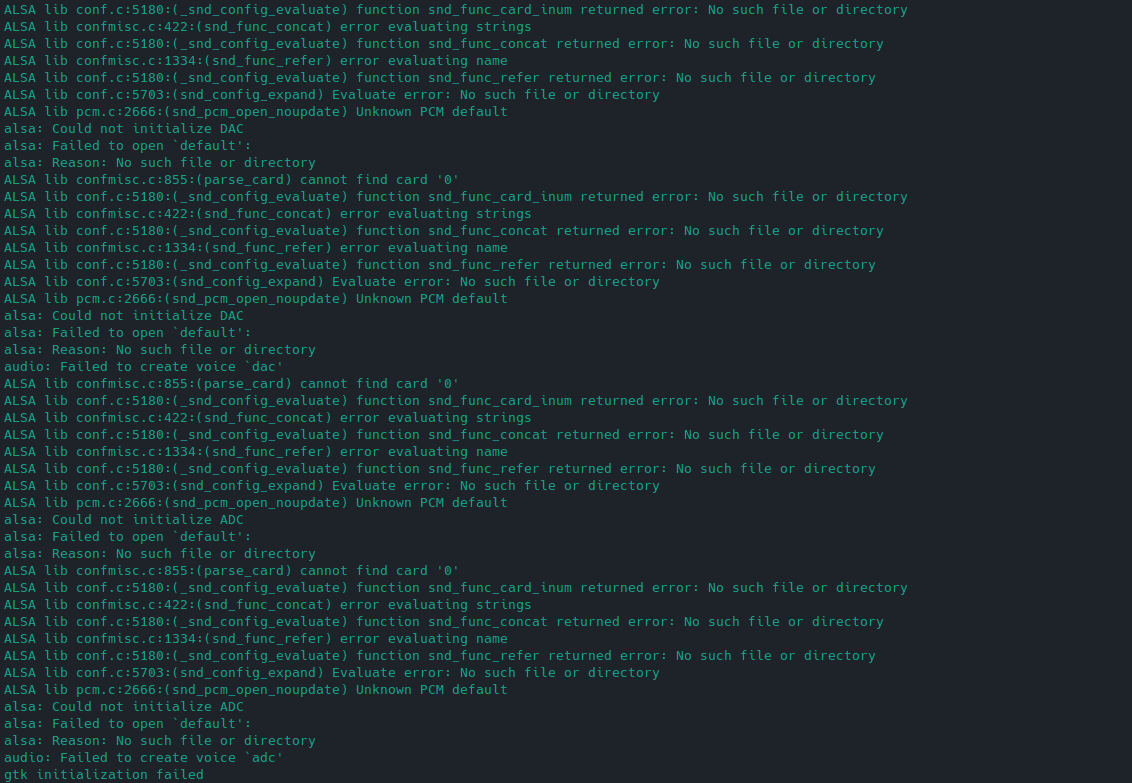 ALSA lib conf.c:5180:(_snd_config_evaluate) function snd_func_card_inum returned error: No such file or directory
ALSA lib confmisc.c:422:(snd_func_concat) error evaluating strings
ALSA lib conf.c:5180:(_snd_config_evaluate) function snd_func_concat returned error: No such file or directory
ALSA lib confmisc.c:1334:(snd_func_refer) error evaluating name
ALSA lib conf.c:5180:(_snd_config_evaluate) function snd_func_refer returned error: No such file or directory
ALSA lib conf.c:5703:(snd_config_expand) Evaluate error: No such file or directory
ALSA lib pcm.c:2666:(snd_pcm_open_noupdate) Unknown PCM default
alsa: Could not initialize DAC
alsa: Failed to open `default':
alsa: Reason: No such file or directory
ALSA lib confmisc.c:855:(parse_card) cannot find card '0'
ALSA lib conf.c:5180:(_snd_config_evaluate) function snd_func_card_inum returned error: No such file or directory
ALSA lib confmisc.c:422:(snd_func_concat) error evaluating strings
ALSA lib conf.c:5180:(_snd_config_evaluate) function snd_func_concat returned error: No such file or directory
ALSA lib confmisc.c:1334:(snd_func_refer) error evaluating name
ALSA lib conf.c:5180:(_snd_config_evaluate) function snd_func_refer returned error: No such file or directory
ALSA lib conf.c:5703:(snd_config_expand) Evaluate error: No such file or directory
ALSA lib pcm.c:2666:(snd_pcm_open_noupdate) Unknown PCM default
alsa: Could not initialize DAC
alsa: Failed to open `default':
alsa: Reason: No such file or directory
audio: Failed to create voice `dac'
ALSA lib confmisc.c:855:(parse_card) cannot find card '0'
ALSA lib conf.c:5180:(_snd_config_evaluate) function snd_func_card_inum returned error: No such file or directory
ALSA lib confmisc.c:422:(snd_func_concat) error evaluating strings
ALSA lib conf.c:5180:(_snd_config_evaluate) function snd_func_concat returned error: No such file or directory
ALSA lib confmisc.c:1334:(snd_func_refer) error evaluating name
ALSA lib conf.c:5180:(_snd_config_evaluate) function snd_func_refer returned error: No such file or directory
ALSA lib conf.c:5703:(snd_config_expand) Evaluate error: No such file or directory
ALSA lib pcm.c:2666:(snd_pcm_open_noupdate) Unknown PCM default
alsa: Could not initialize ADC
alsa: Failed to open `default':
alsa: Reason: No such file or directory
ALSA lib confmisc.c:855:(parse_card) cannot find card '0'
ALSA lib conf.c:5180:(_snd_config_evaluate) function snd_func_card_inum returned error: No such file or directory
ALSA lib confmisc.c:422:(snd_func_concat) error evaluating strings
ALSA lib conf.c:5180:(_snd_config_evaluate) function snd_func_concat returned error: No such file or directory
ALSA lib confmisc.c:1334:(snd_func_refer) error evaluating name
ALSA lib conf.c:5180:(_snd_config_evaluate) function snd_func_refer returned error: No such file or directory
ALSA lib conf.c:5703:(snd_config_expand) Evaluate error: No such file or directory
ALSA lib pcm.c:2666:(snd_pcm_open_noupdate) Unknown PCM default
alsa: Could not initialize ADC
alsa: Failed to open `default':
alsa: Reason: No such file or directory
audio: Failed to create voice `adc'
gtk initialization failed